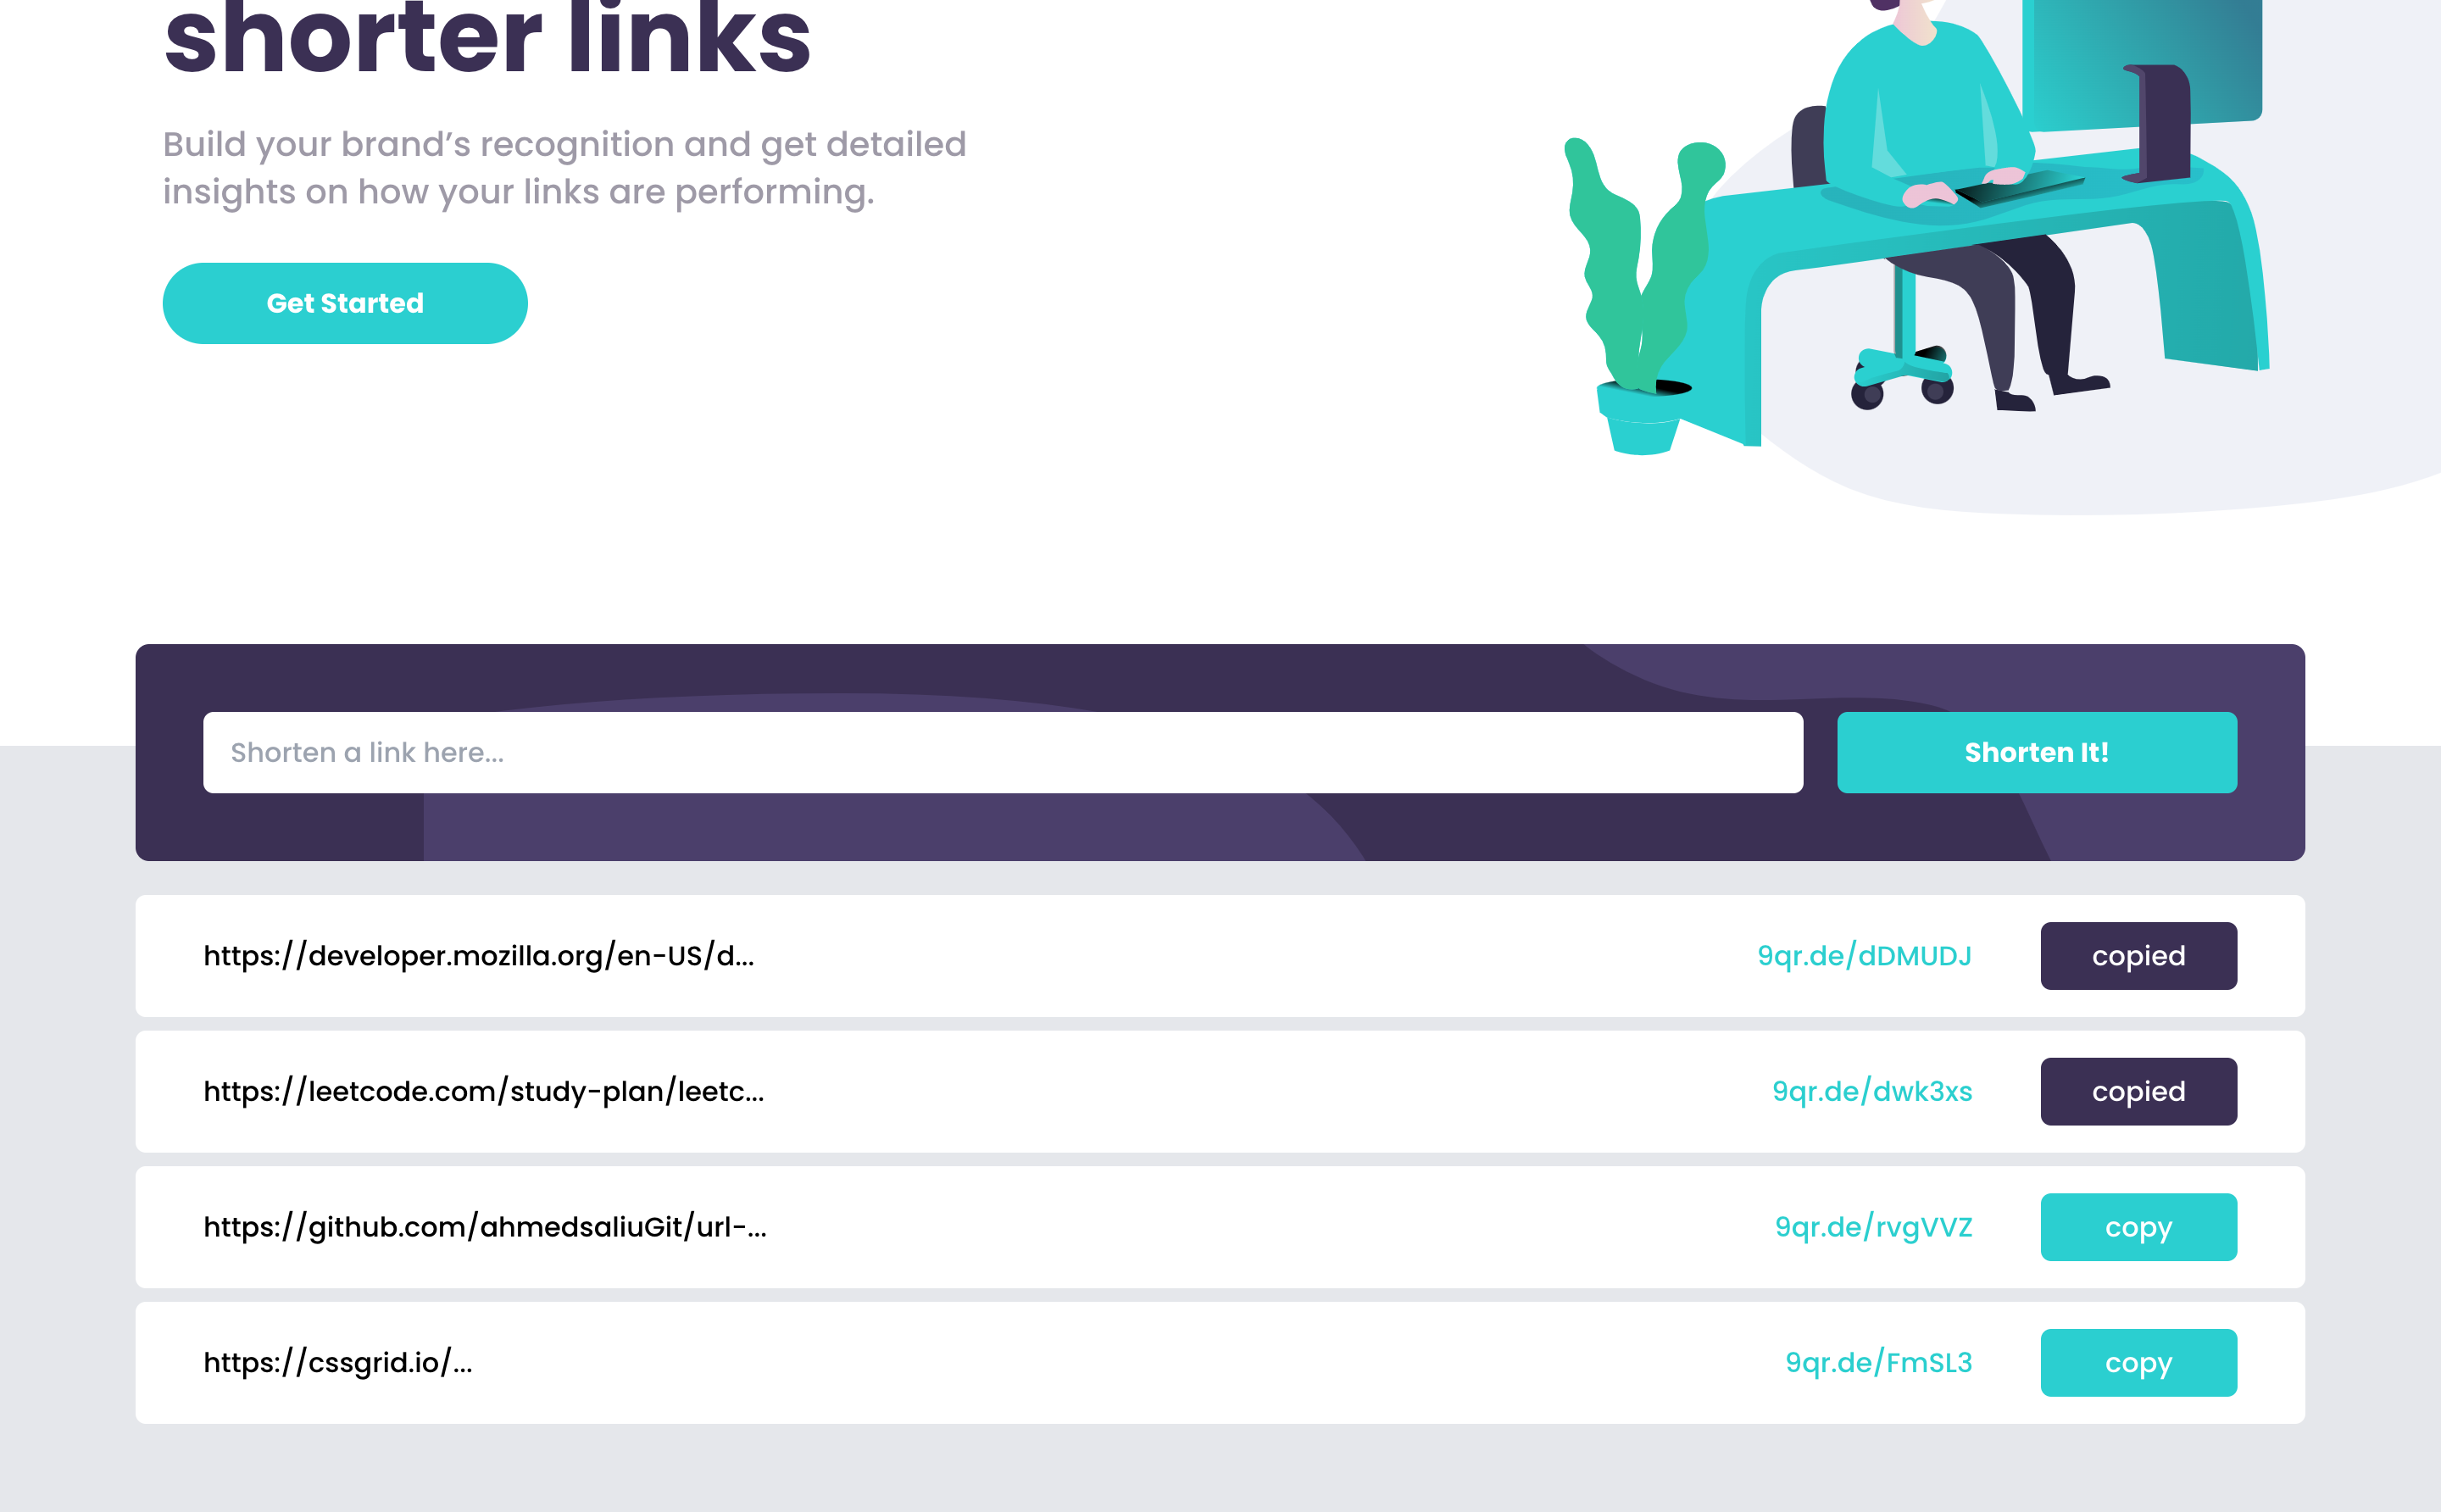 shorter links
Build your brand’s recognition and get detailed
insights on how your links are performing.
Get Started
Shorten a link here...
Shorten It!
https://developer.mozilla.org/en-US/d...
9qr.de/dDMUDJ
copied
https://leetcode.com/study-plan/leetc...
9qr.de/dwk3xs
copied
https://github.com/ahmedsaliuGit/url-...
9qr.de/rvgVVZ
copy
https://cssgrid.io/...
9qr.de/FmSL3
copy